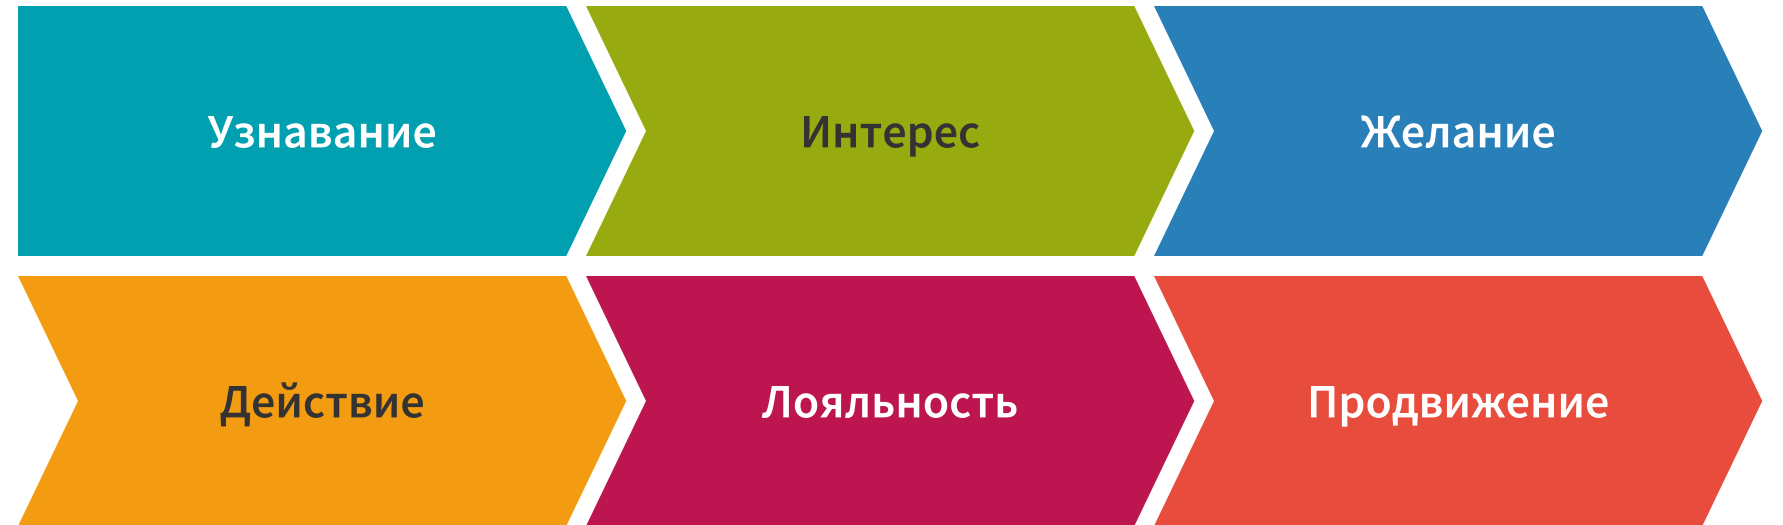 Узнавание
Интерес
Желание
Действие
Лояльность
Продвижение